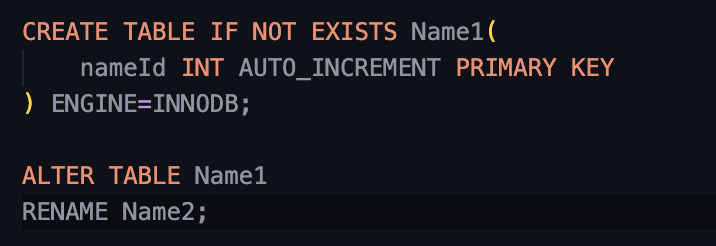 CREATE TABLE IF NOT EXISTS Name1(
    nameId INT AUTO_INCREMENT PRIMARY KEY
) ENGINE=INNODB;

ALTER TABLE Name1
RENAME Name2;